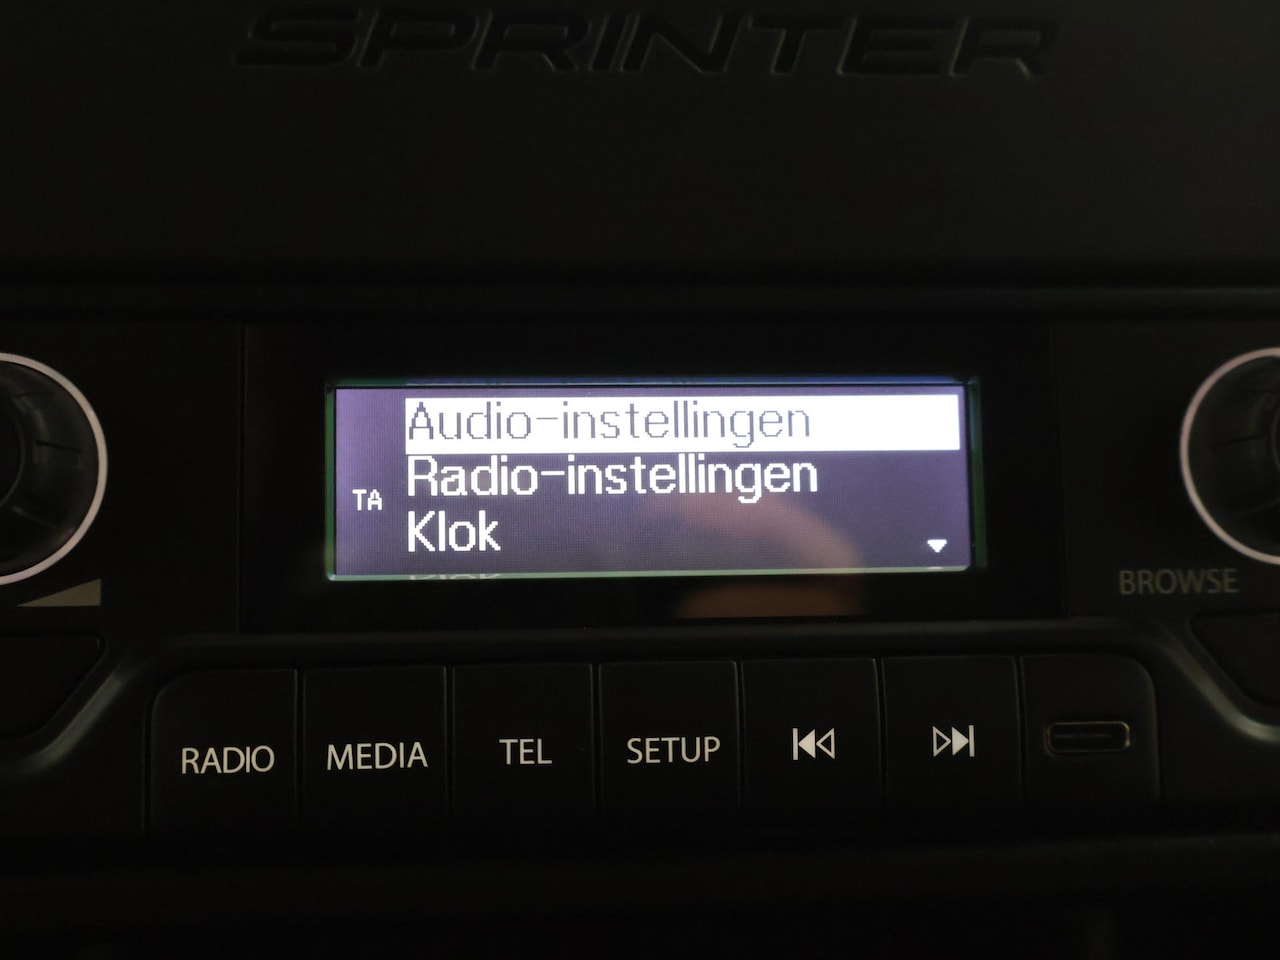 SPRINTER
Audio-instellingen
Radio-instellingen
TA
Klok
BROWSE
RADIO MEDIA TEL SETUP